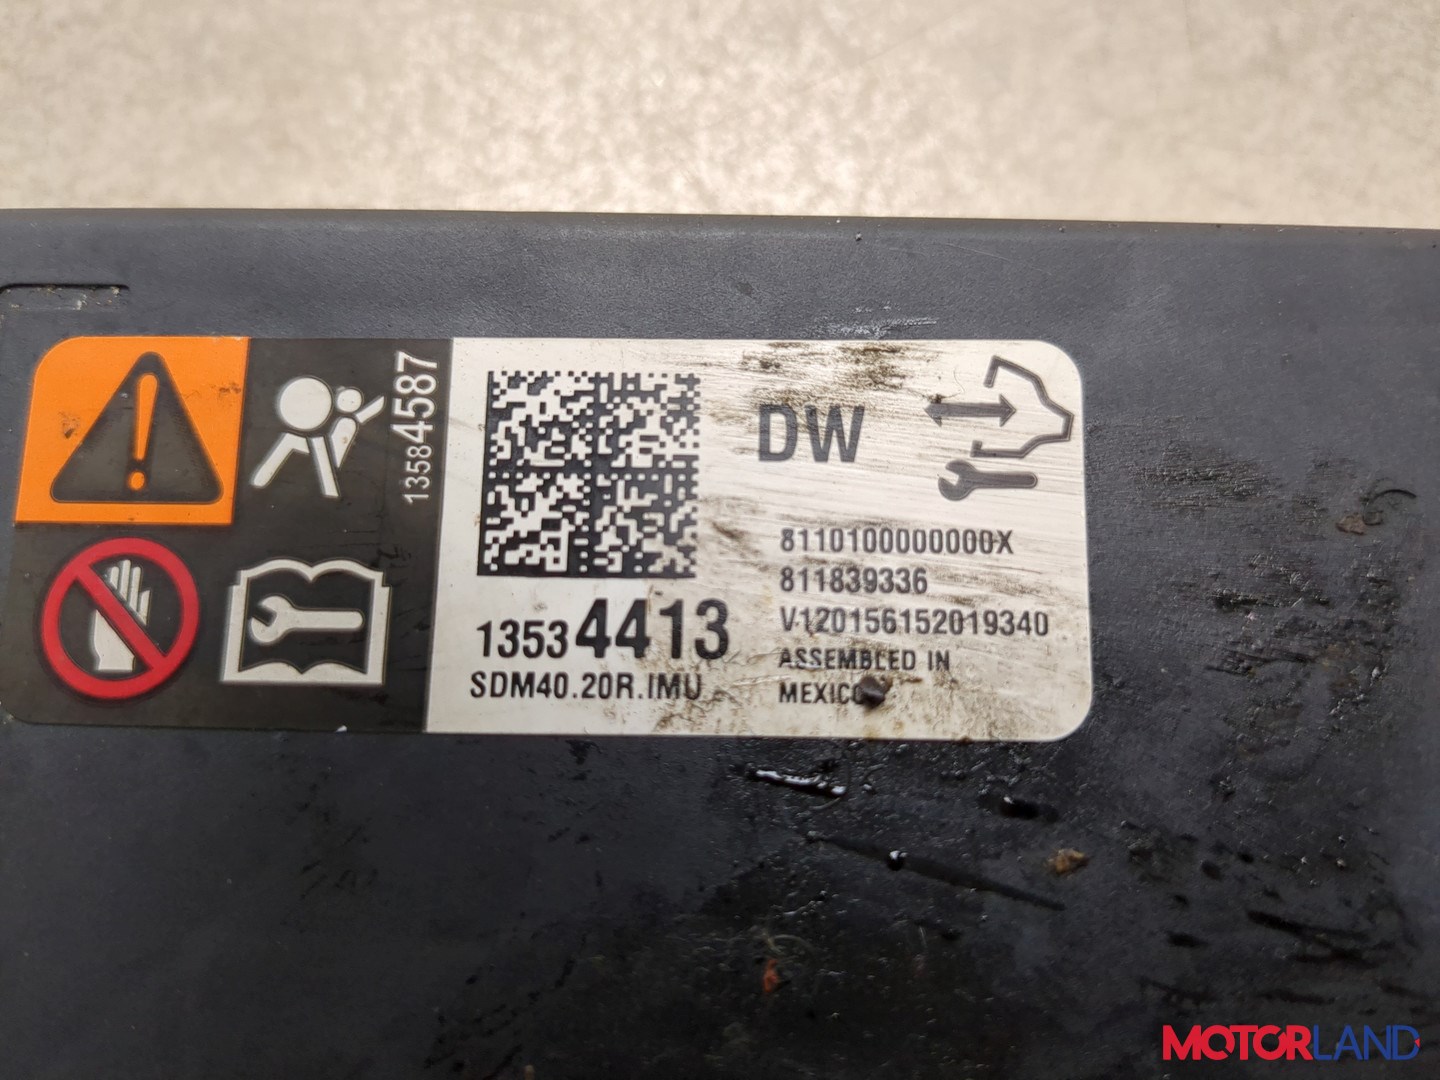 13584587
DW
8110100000000X
811839336
V120156152019340
13534413
ASSEMBLED IN
SDM40.20R.IMU
MEXICO
MOTORLAND